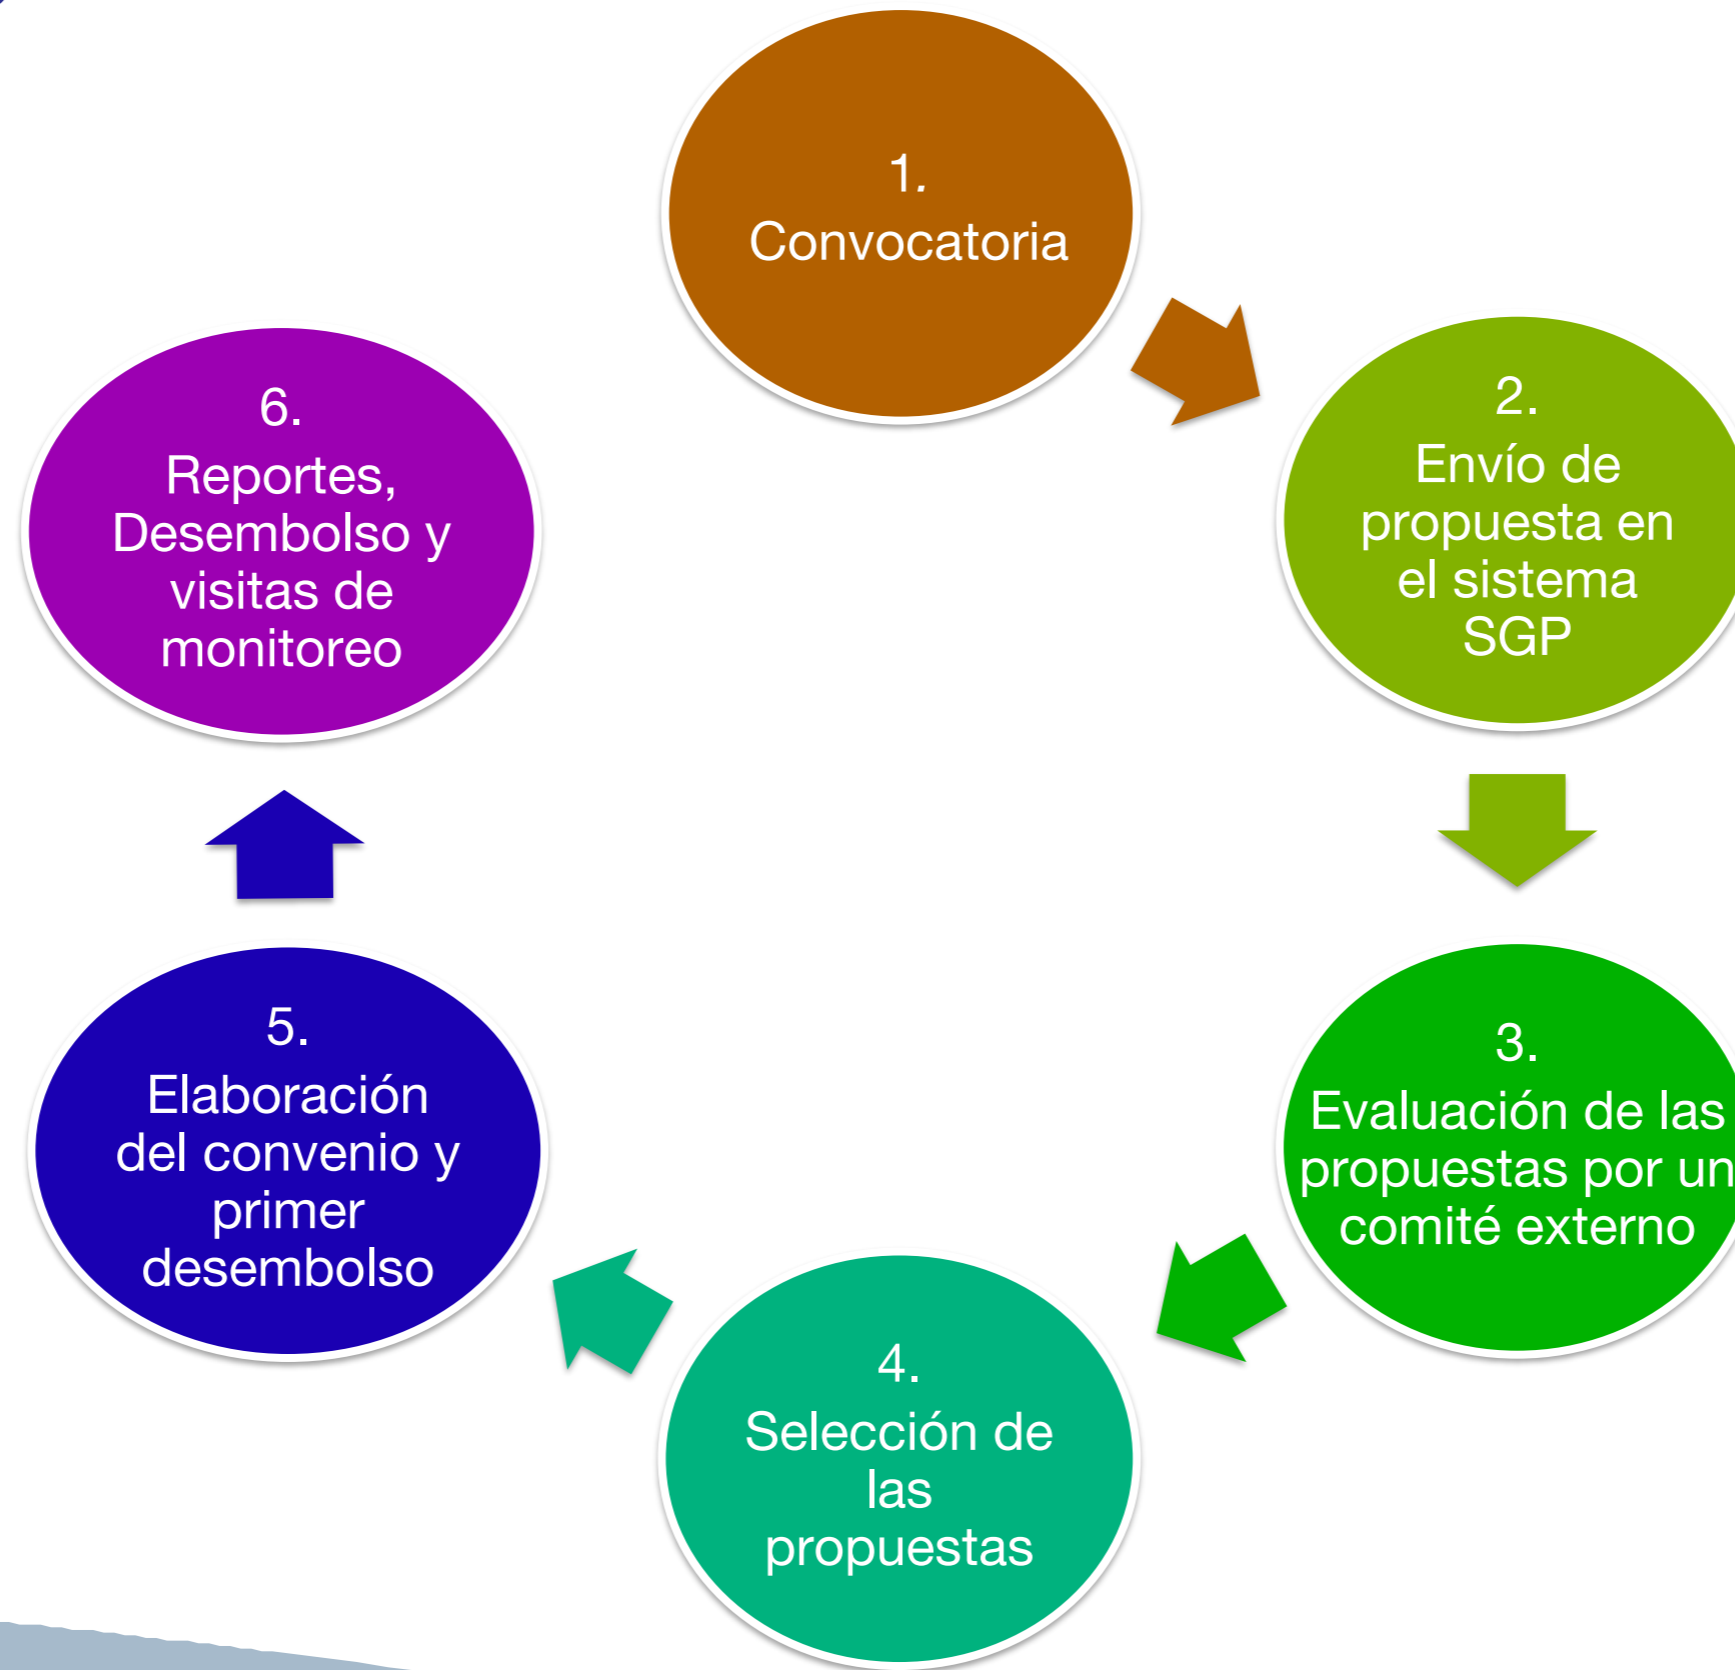 1.
Convocatoria
2.
Envío de
propuesta en
el sistema
SGP
3.
Evaluación de las
propuestas por un
comité externo
4.
Selección de
las
propuestas
5.
Elaboración
del convenio y
primer
desembolso
6.
Reportes,
Desembolso y
visitas de
monitoreo